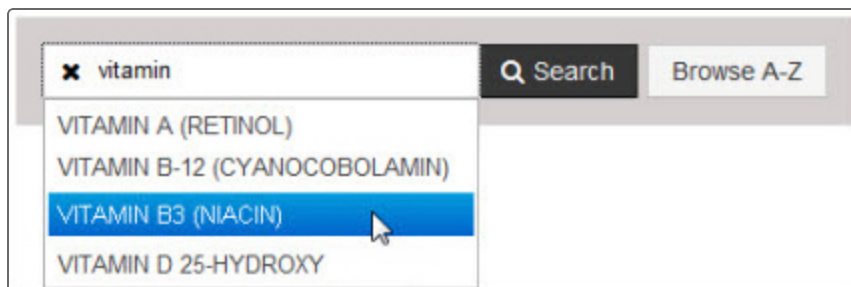 ✖ vitamin Search Browse A-Z
VITAMIN A (RETINOL)
VITAMIN B-12 (CYANOCOBOLAMIN)
VITAMIN B3 (NIACIN)
VITAMIN D 25-HYDROXY